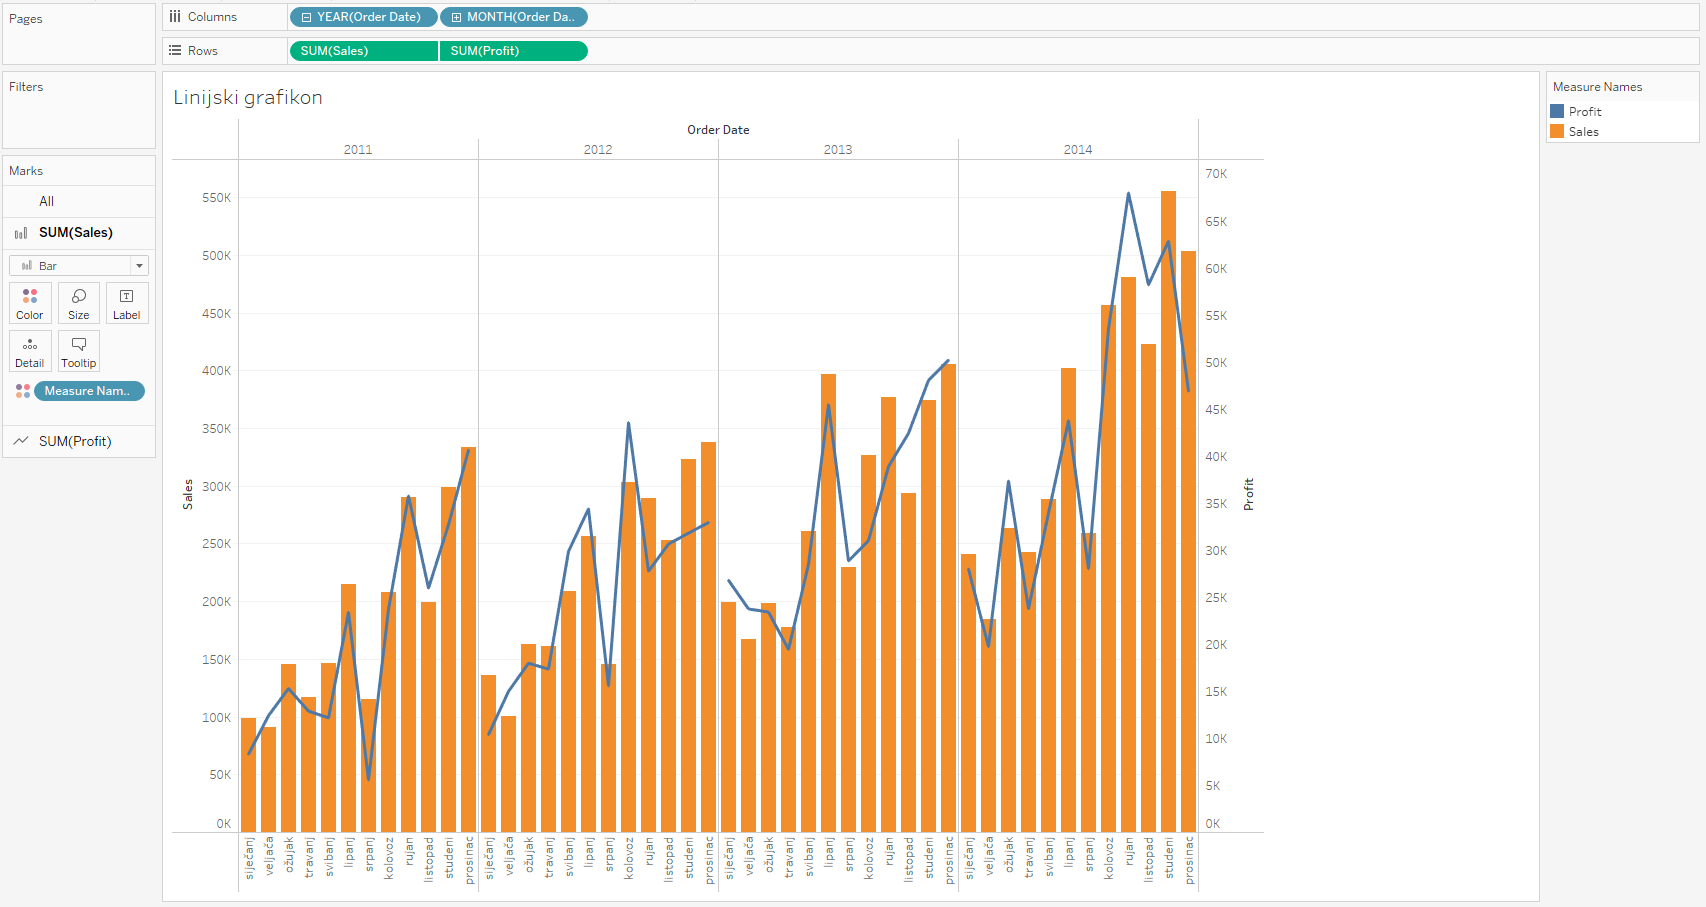 Pages
Columns
YEAR(Order Date)
MONTH(Order Da..
Rows
SUM(Sales)
SUM(Profit)
Filters
Marks
All
SUM(Sales)
Bar
Color
Size
Label
Detail
Tooltip
Measure Nam..
SUM(Profit)
Linijski grafikon
Order Date
2011
2012
2013
2014
Sales
550K
500K
450K
400K
350K
300K
250K
200K
150K
100K
50K
0K
70K
65K
60K
55K
50K
45K
40K
35K
30K
25K
20K
15K
10K
5K
0K
Profit
siječanj
veljača
ožujak
travanj
svibanj
lipanj
srpanj
kolovoz
rujan
listopad
studeni
prosinac
siječanj
veljača
ožujak
travanj
svibanj
lipanj
srpanj
kolovoz
rujan
listopad
studeni
prosinac
siječanj
veljača
ožujak
travanj
svibanj
lipanj
srpanj
kolovoz
rujan
listopad
studeni
prosinac
siječanj
veljača
ožujak
travanj
svibanj
lipanj
srpanj
kolovoz
rujan
listopad
studeni
prosinac
Measure Names
Profit
Sales